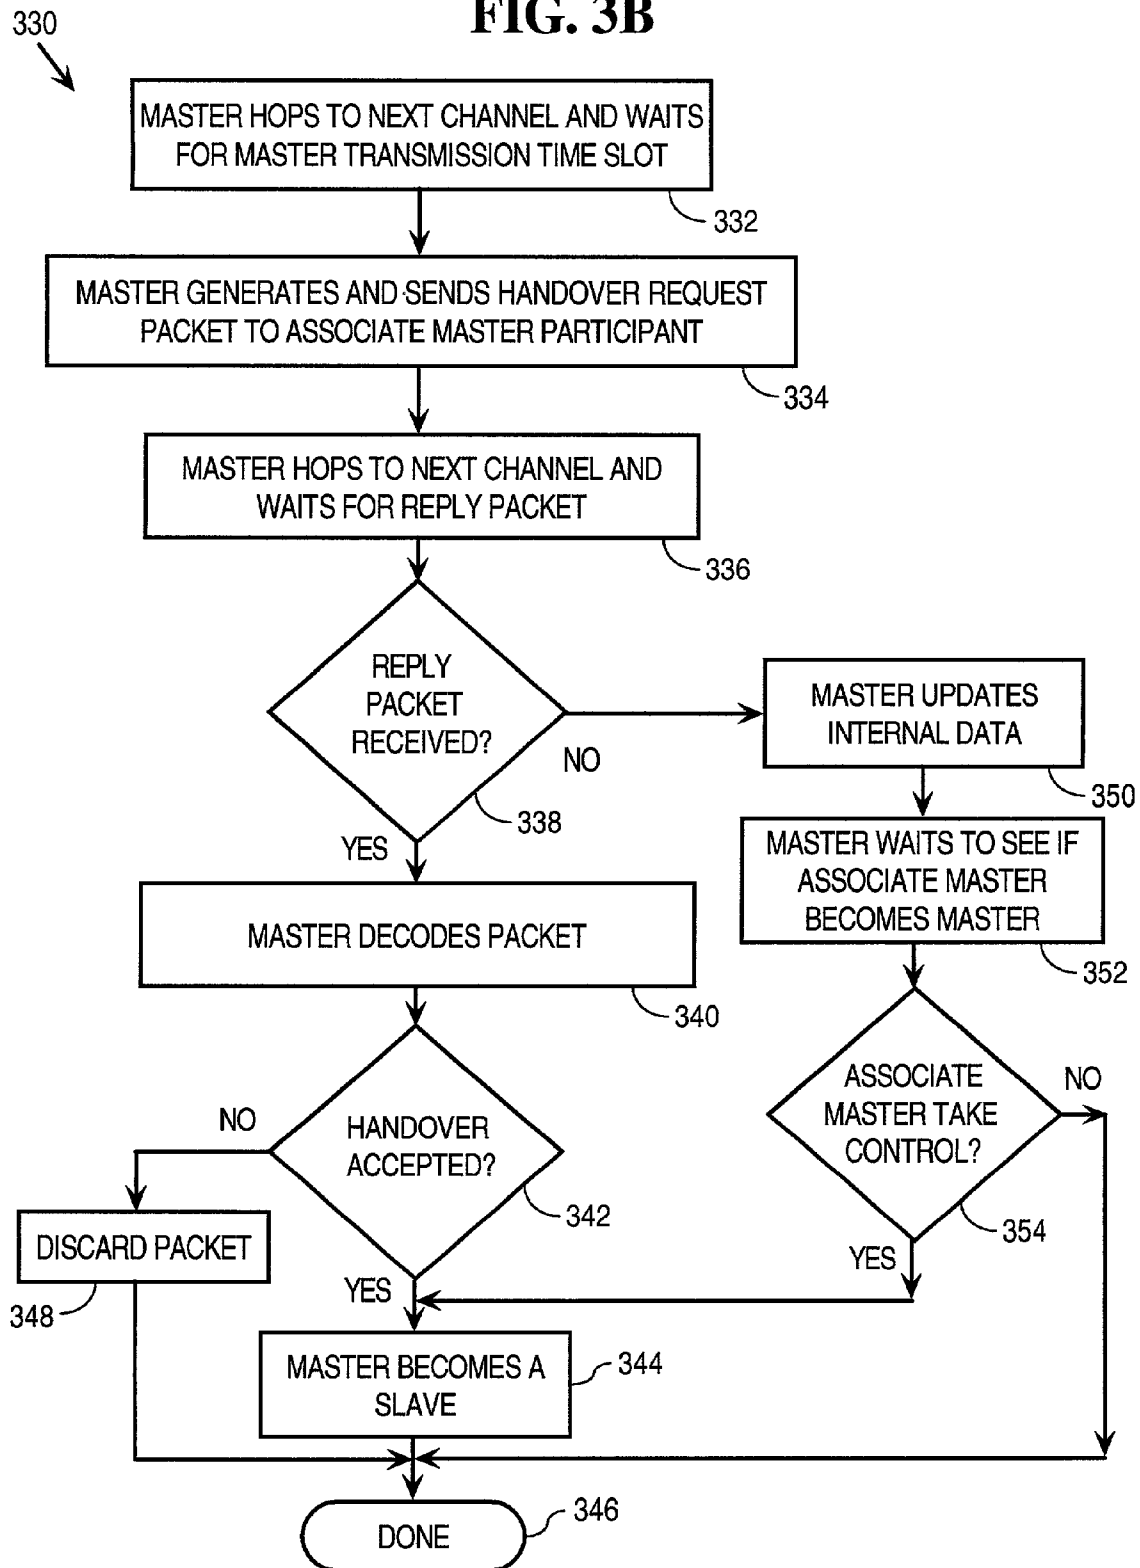 FIG. 3B
330
MASTER HOPS TO NEXT CHANNEL AND WAITS
FOR MASTER TRANSMISSION TIME SLOT
332
MASTER GENERATES AND SENDS HANDOVER REQUEST
PACKET TO ASSOCIATE MASTER PARTICIPANT
334
MASTER HOPS TO NEXT CHANNEL AND
WAITS FOR REPLY PACKET
336
REPLY
PACKET
RECEIVED?
NO
338
YES
MASTER UPDATES
INTERNAL DATA
350
MASTER WAITS TO SEE IF
ASSOCIATE MASTER
BECOMES MASTER
352
MASTER DECODES PACKET
340
ASSOCIATE
MASTER TAKE
CONTROL?
NO
354
YES
HANDOVER
ACCEPTED?
NO
342
YES
DISCARD PACKET
348
MASTER BECOMES A
SLAVE
344
DONE
346